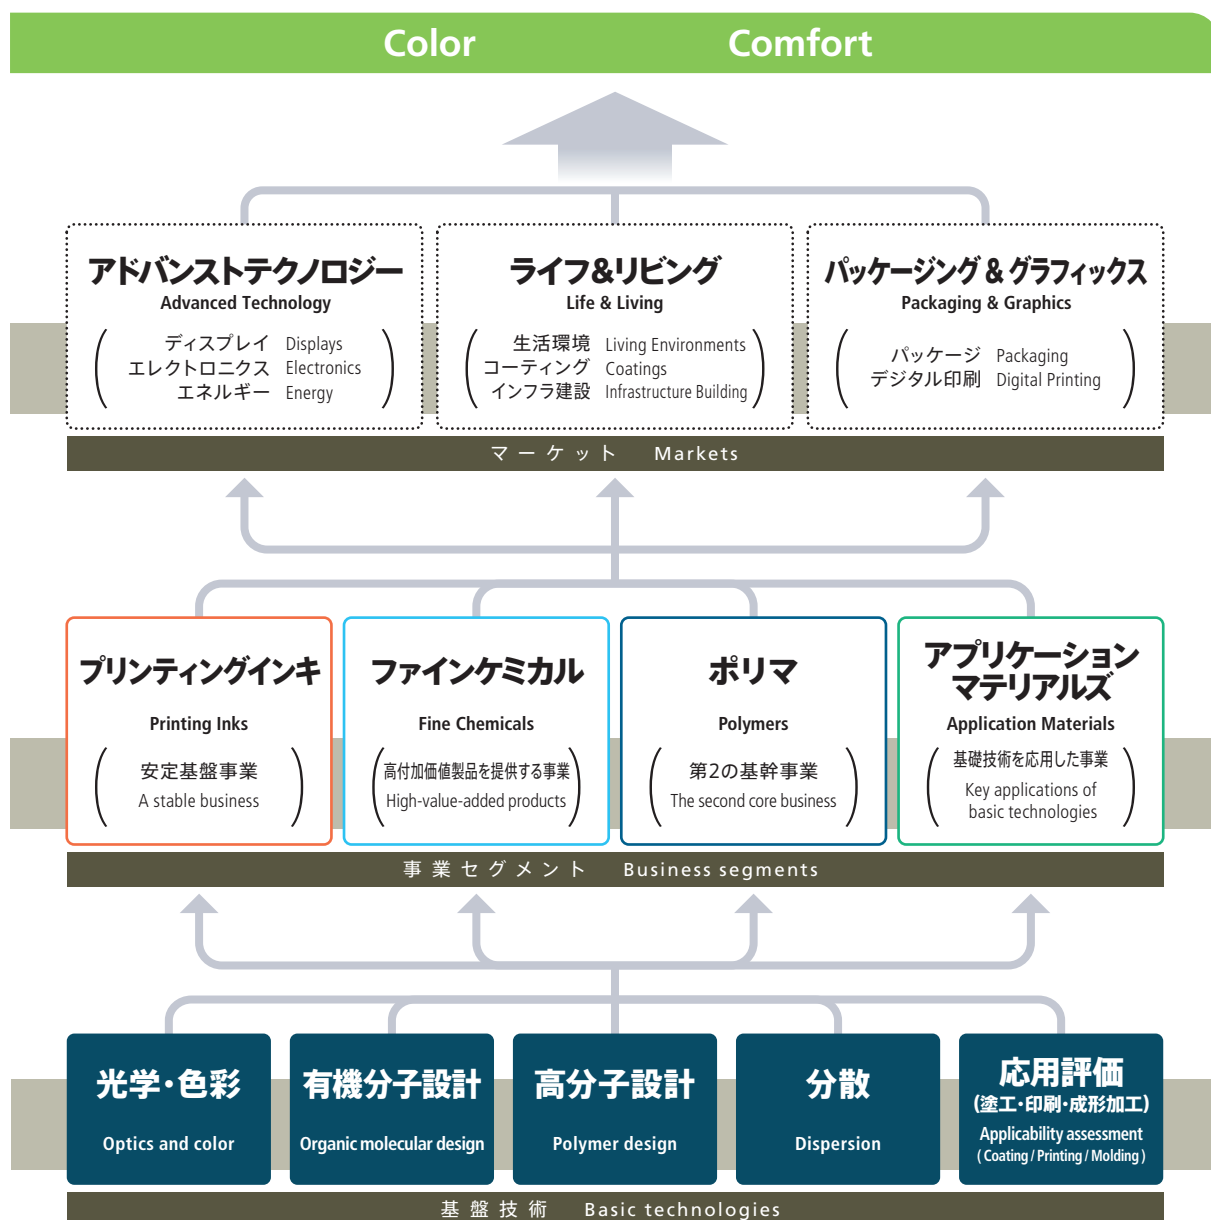 Color Comfort
アドバンストテクノロジー
Advanced Technology
ディスプレイ Displays
エレクトロニクス Electronics
エネルギー Energy
ライフ&リビング
Life & Living
生活環境 Living Environments
コーティング Coatings
インフラ建設 Infrastructure Building
パッケージング & グラフィックス
Packaging & Graphics
パッケージ Packaging
デジタル印刷 Digital Printing
マーケット Markets
プリンティングインキ
Printing Inks
安定基盤事業
A stable business
ファインケミカル
Fine Chemicals
高付加価値製品を提供する事業
High-value-added products
ポリマ
Polymers
第2の基幹事業
The second core business
アプリケーション
マテリアルズ
Application Materials
基礎技術を応用した事業
Key applications of
basic technologies
事業セグメント Business segments
光学・色彩
Optics and color
有機分子設計
Organic molecular design
高分子設計
Polymer design
分散
Dispersion
応用評価
(塗工・印刷・成形加工)
Applicability assessment
( Coating / Printing / Molding )
基盤技術 Basic technologies